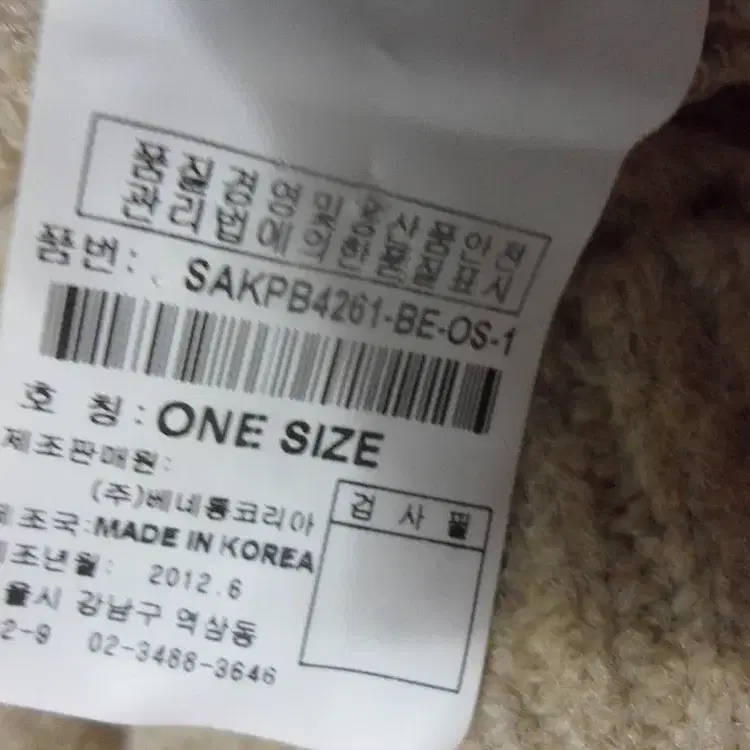 품질경영 및 공산품안전
관리법에 의한 품질표시
품번: SAKPB4261-BE-OS-1
호 칭 : ONE SIZE
제조판매원:
(주)베네통코리아
제조국:MADE IN KOREA
제조년월: 2012.6
울시 강남구 역삼동
2-9 02-3488-3646
검 사 필